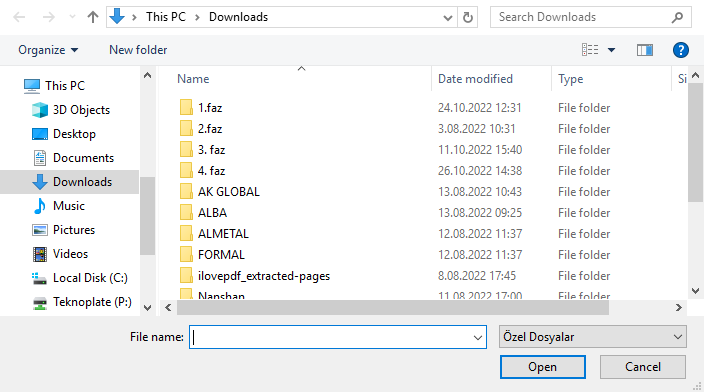 This PC > Downloads
Search Downloads
Organize
New folder
?
Name
Date modified
Type
Si
1.faz 24.10.2022 12:31 File folder
2.faz 3.08.2022 10:31 File folder
3. faz 11.10.2022 15:40 File folder
4. faz 26.10.2022 14:38 File folder
AK GLOBAL 13.08.2022 10:43 File folder
ALBA 13.08.2022 09:25 File folder
ALMETAL 12.08.2022 11:37 File folder
FORMAL 12.08.2022 11:37 File folder
ilovepdf_extracted-pages 8.08.2022 17:45 File folder
Nanshan 11.08.2022 17:00 File folder
This PC
3D Objects
Desktop
Documents
Downloads
Music
Pictures
Videos
Local Disk (C:)
Teknoplate (P:)
File name:
Özel Dosyalar
Open
Cancel